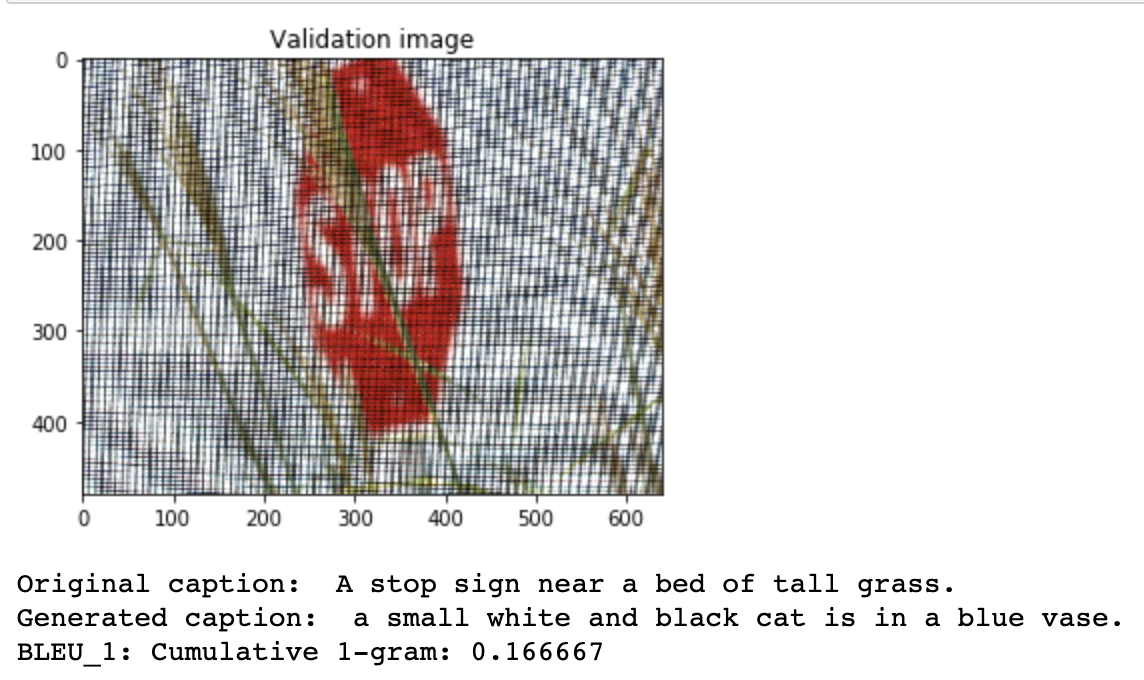 Validation image
0
100
STOP
200
300
400
0 100 200 300 400 500 600
Original caption: A stop sign near a bed of tall grass.
Generated caption: a small white and black cat is in a blue vase.
BLEU_1: Cumulative 1-gram: 0.166667